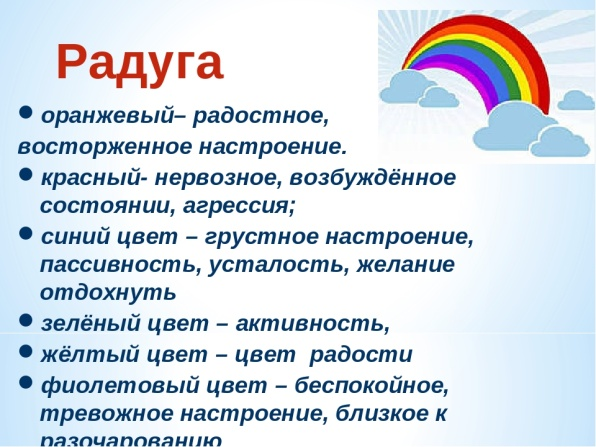 Радуга
оранжевый– радостное,
восторженное настроение.
красный- нервозное, возбуждённое
состоянии, агрессия;
синий цвет – грустное настроение,
пассивность, усталость, желание
отдохнуть
зелёный цвет – активность,
жёлтый цвет – цвет  радости
фиолетовый цвет – беспокойное,
тревожное настроение, близкое к
разочарованию